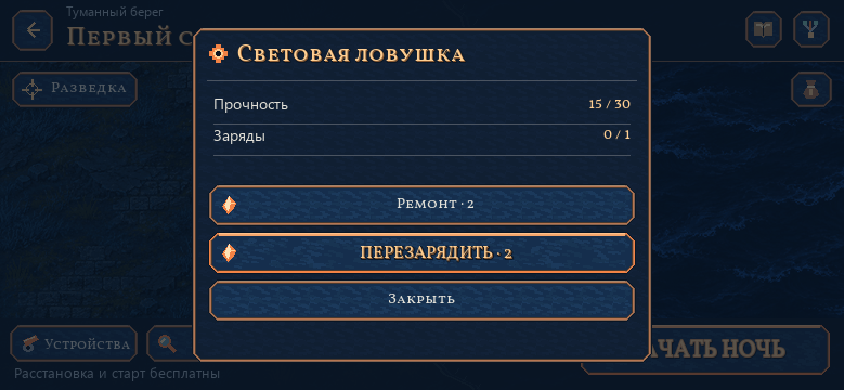 Туманный берег
Первый с
Световая ловушка
Разведка
Прочность 15 / 30
Заряды 0 / 1
Ремонт · 2
ПЕРЕЗАРЯДИТЬ · 2
Закрыть
Устройства
АЧАТЬ НОЧЬ
Расстановка и старт бесплатны